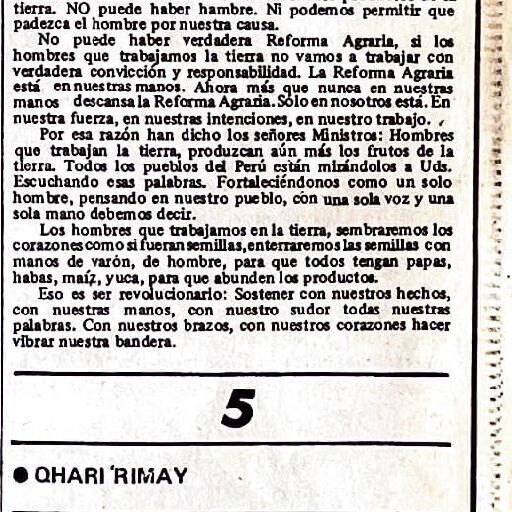 tierra. NO puede haber hambre. Ni podemos permitir que
padezca el hombre por nuestra causa.
No puede haber verdadera Reforma Agraria, si los
hombres que trabajamos la tierra no vamos a trabajar con
verdadera convicción y responsabilidad. La Reforma Agraria
está en nuestras manos. Ahora más que nunca en nuestras
manos descansa la Reforma Agraria. Sólo en nosotros está. En
nuestra fuerza, en nuestras intenciones, en nuestro trabajo.
Por esa razón han dicho los señores Ministros: Hombres
que trabajan la tierra, produzcan aún más los frutos de la
tierra. Todos los pueblos del Perú están mirándolos a Uds.
Escuchando esas palabras. Fortaleciéndonos como un solo
hombre, pensando en nuestro pueblo, con una sola voz y una
sola mano debemos decir.
Los hombres que trabajamos en la tierra, sembraremos los
corazones como si fueran semillas, enterraremos las semillas con
manos de varón, de hombre, para que todos tengan papas,
habas, maíz, yuca, para que abunden los productos.
Eso es ser revolucionario: Sostener con nuestros hechos,
con nuestras manos, con nuestro sudor todas nuestras
palabras. Con nuestros brazos, con nuestros corazones hacer
vibrar nuestra bandera.
5
● QHARI 'RIMAY